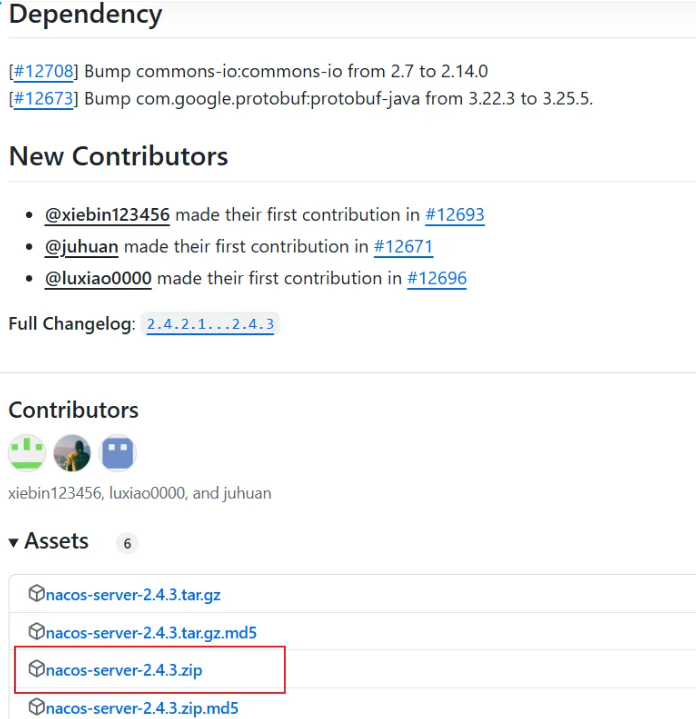 Dependency
[#12708] Bump commons-io:commons-io from 2.7 to 2.14.0
[#12673] Bump com.google.protobuf:protobuf-java from 3.22.3 to 3.25.5.
New Contributors
• @xiebin123456 made their first contribution in #12693
• @juhuan made their first contribution in #12671
• @luxiao0000 made their first contribution in #12696
Full Changelog: 2.4.2.1...2.4.3
Contributors
xiebin123456, luxiao0000, and juhuan
▾ Assets 6
nacos-server-2.4.3.tar.gz
nacos-server-2.4.3.tar.gz.md5
nacos-server-2.4.3.zip
nacos-server-2.4.3.zip.md5